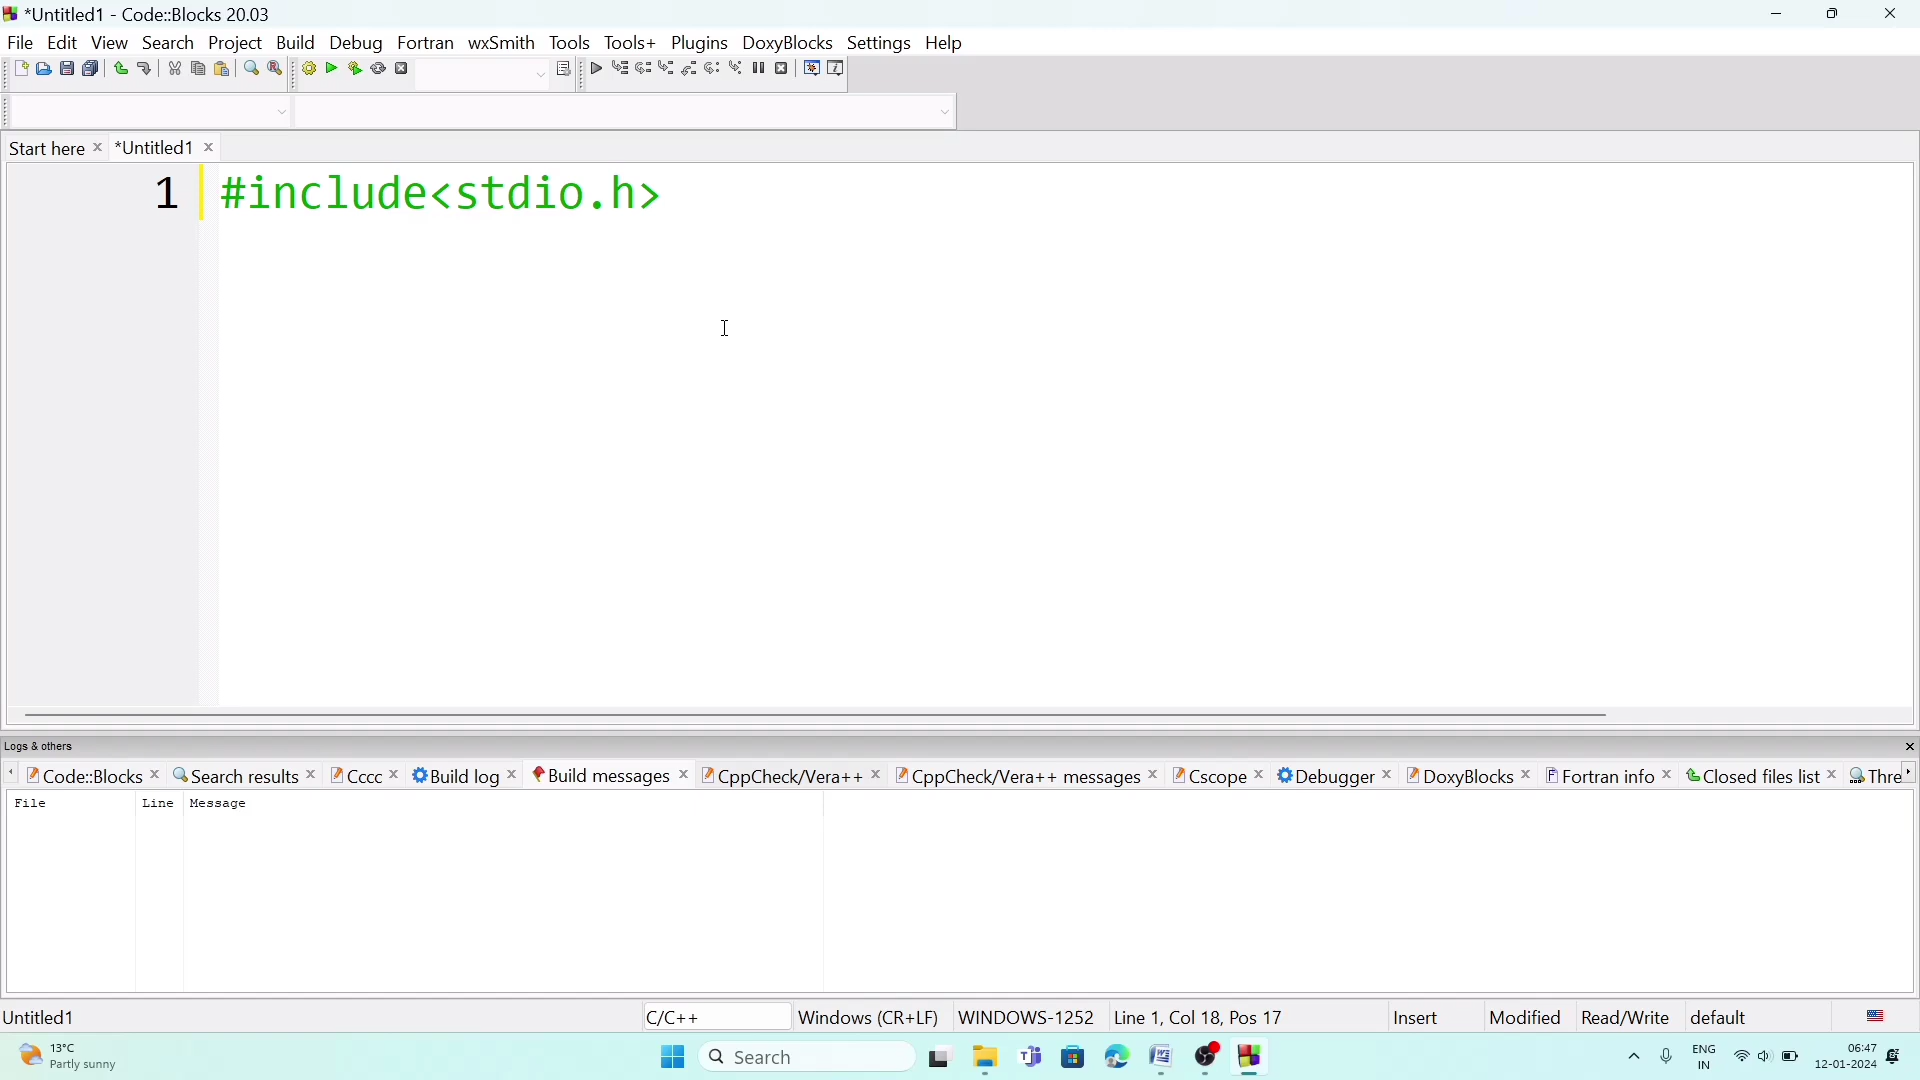 *Untitled1 - Code::Blocks 20.03
File Edit View Search Project Build Debug Fortran wxSmith Tools Tools+ Plugins DoxyBlocks Settings Help
Start here *Untitled1
1 #include<stdio.h>
Logs & others
Code::Blocks Search results Cccc Build log Build messages CppCheck/Vera++ CppCheck/Vera++ messages Cscope Debugger DoxyBlocks Fortran info Closed files list Thre
File Line Message
Untitled1 C/C++ Windows (CR+LF) WINDOWS-1252 Line 1, Col 18, Pos 17 Insert Modified Read/Write default
13°C
Partly sunny
Search
ENG
IN
06:47
12-01-2024